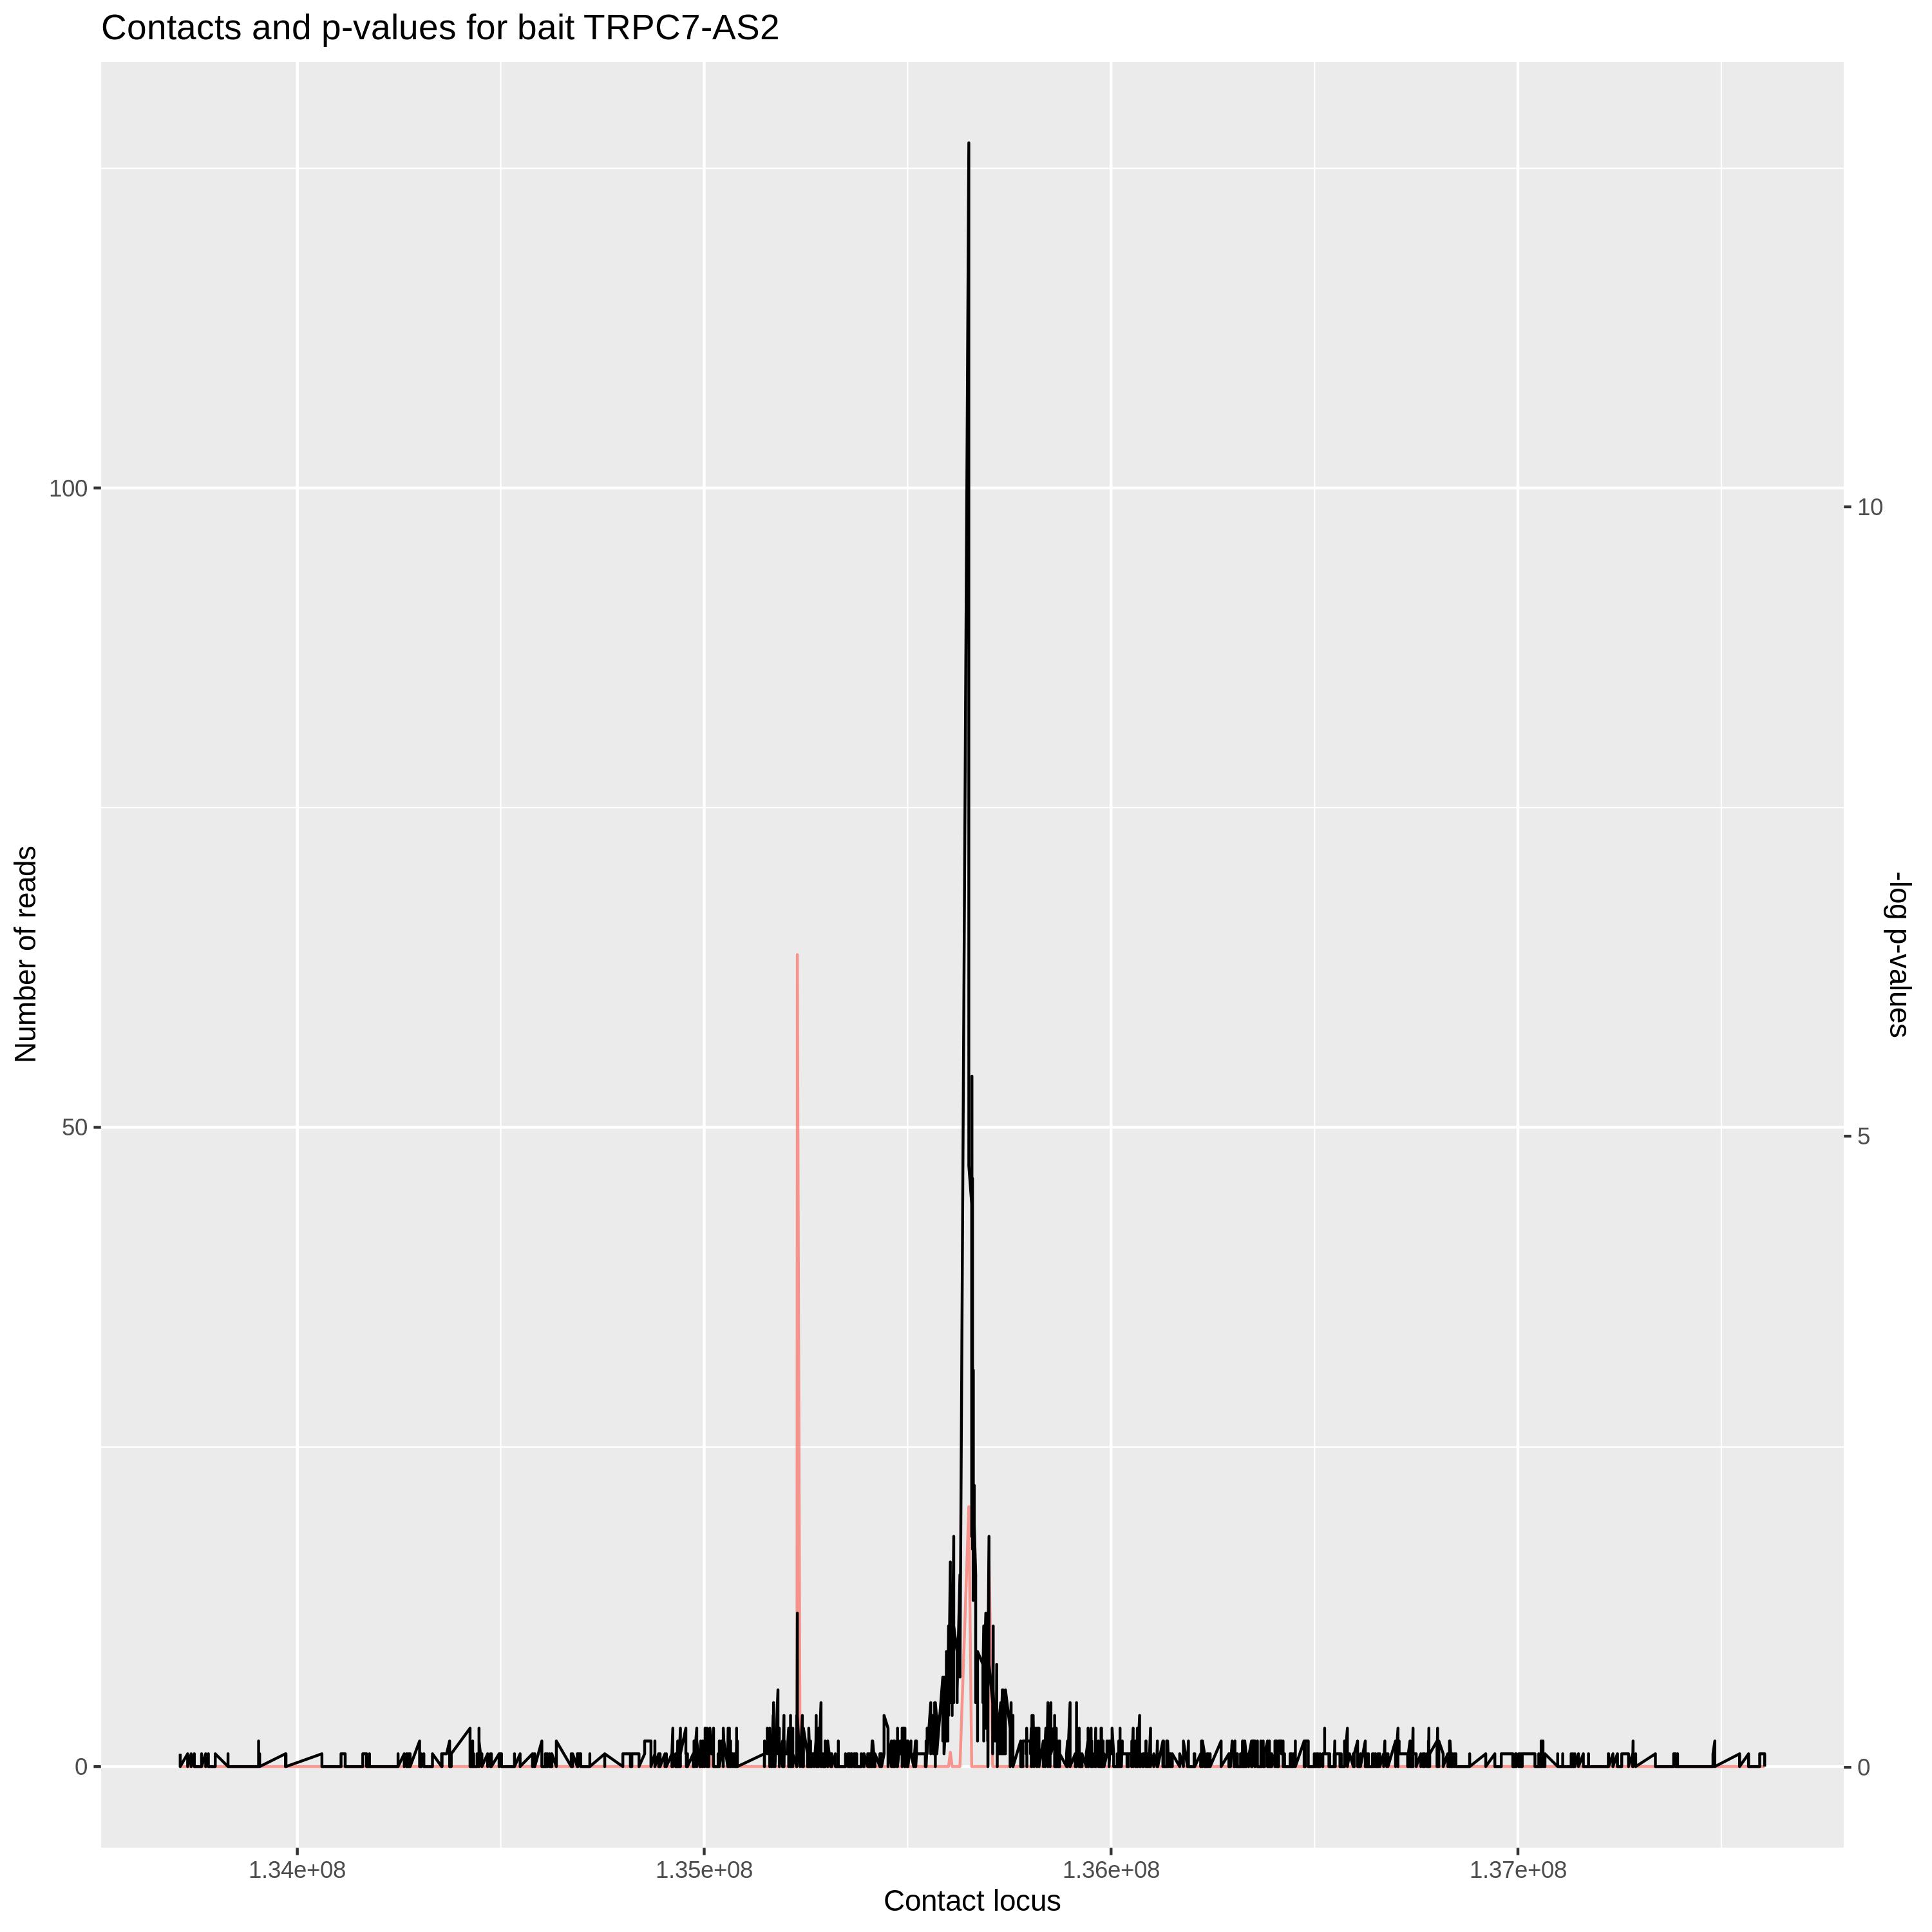 Contacts and p-values for bait TRPC7-AS2
Number of reads
100
50
0
10
5
0
-log p-values
1.34e+08
1.35e+08
1.36e+08
1.37e+08
Contact locus